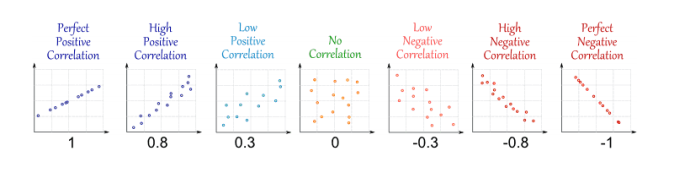 Perfect
Positive
Correlation
High
Positive
Correlation
Low
Positive
Correlation
No
Correlation
Low
Negative
Correlation
High
Negative
Correlation
Perfect
Negative
Correlation
1
0.8
0.3
0
-0.3
-0.8
-1